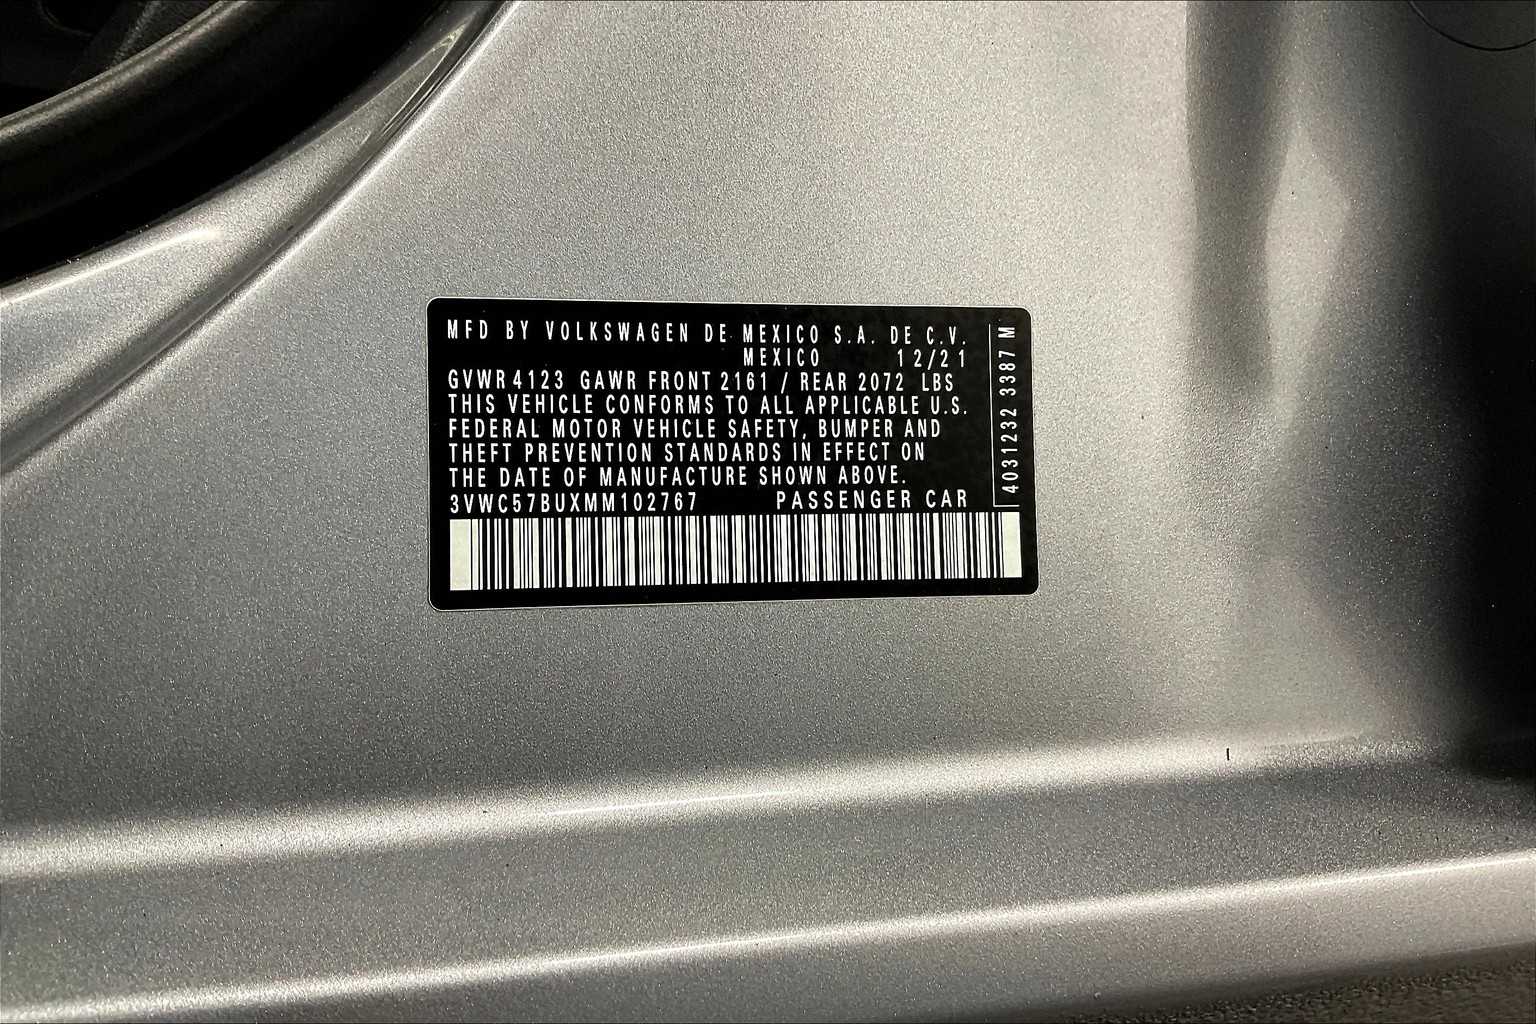 MFD BY VOLKSWAGEN DE MEXICO S.A. DE C.V.
MEXICO 12/21
GVWR 4123 GAWR FRONT 2161 / REAR 2072 LBS
THIS VEHICLE CONFORMS TO ALL APPLICABLE U.S.
FEDERAL MOTOR VEHICLE SAFETY, BUMPER AND
THEFT PREVENTION STANDARDS IN EFFECT ON
THE DATE OF MANUFACTURE SHOWN ABOVE.
3VWC57BUXMM102767 PASSENGER CAR
4031232 3387 M